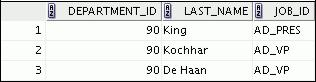 DEPARTMENT_ID LAST_NAME JOB_ID
1 90 King AD_PRES
2 90 Kochhar AD_VP
3 90 De Haan AD_VP